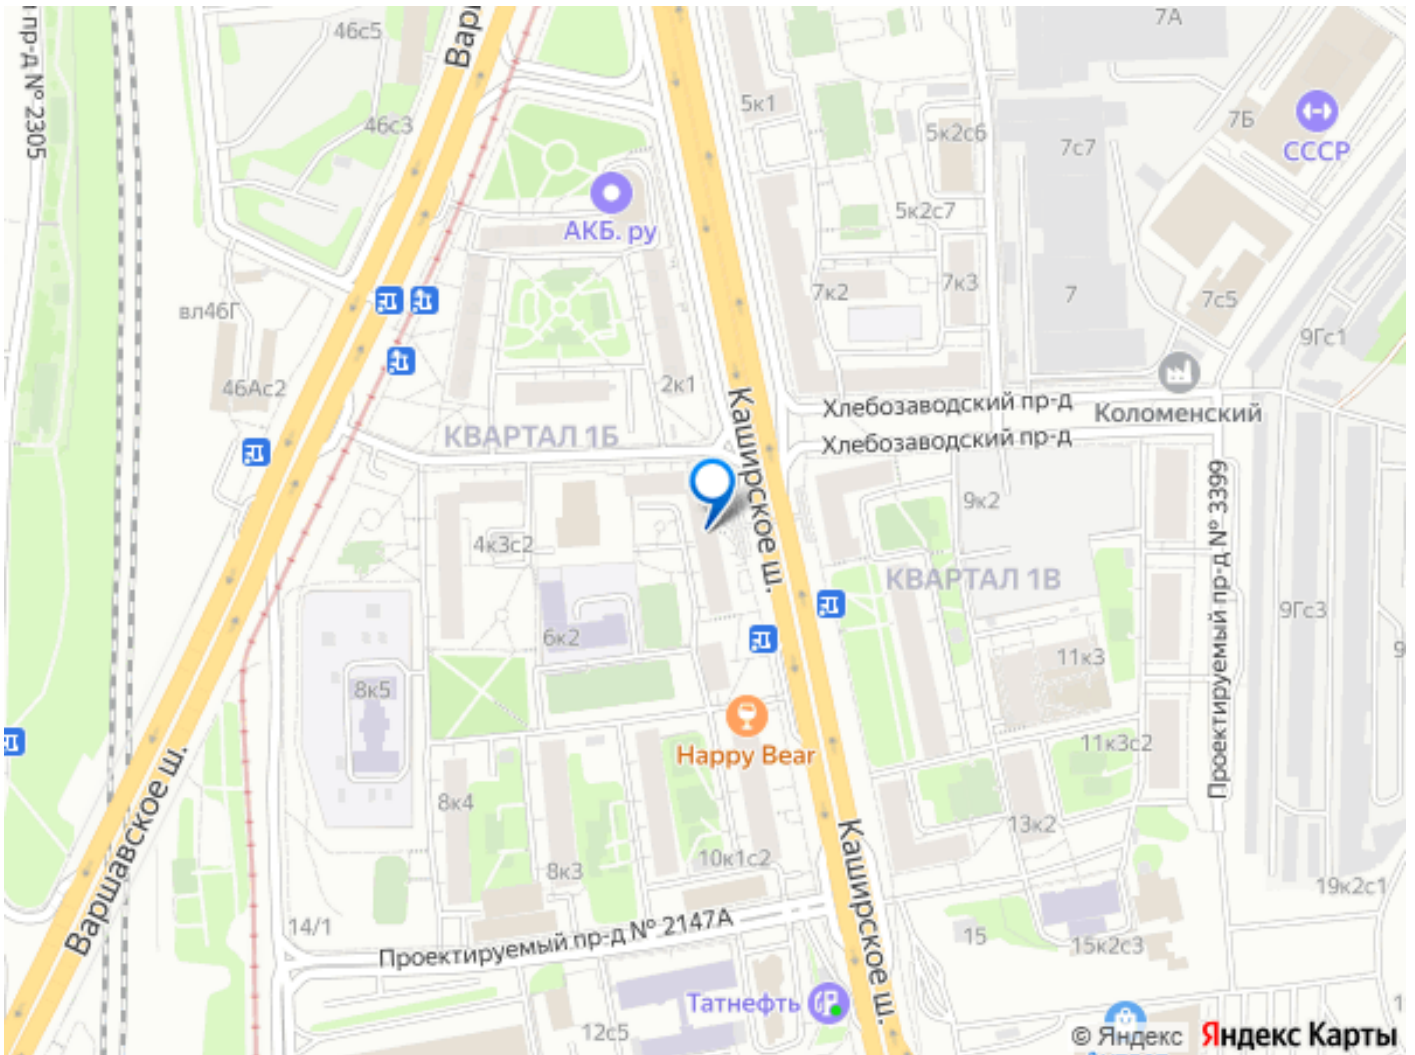 пр-д № 2305
46с5
Вар
7А
5к1
7Б
СССР
46с3
5к2с6
7с7
5к2с7
АКБ. ру
7к2
7к3
7
7с5
вл46Г
9Гс1
46Ас2
2к1
Каширское ш.
Хлебозаводский пр-д
Коломенский
КВАРТАЛ 1Б
Хлебозаводский пр-д
Проектируемый пр-д № 3399
9к2
4к3с2
КВАРТАЛ 1В
9Гс3
6к2
11к3
9
8к5
11к3с2
Happy Bear
Варшавское ш.
8к4
13к2
Каширское ш.
10к1с2
8к3
19к2с1
14/1
Проектируемый пр-д № 2147А
15
15к2с3
Татнефть
12с5
1
© Яндекс Яндекс Карты